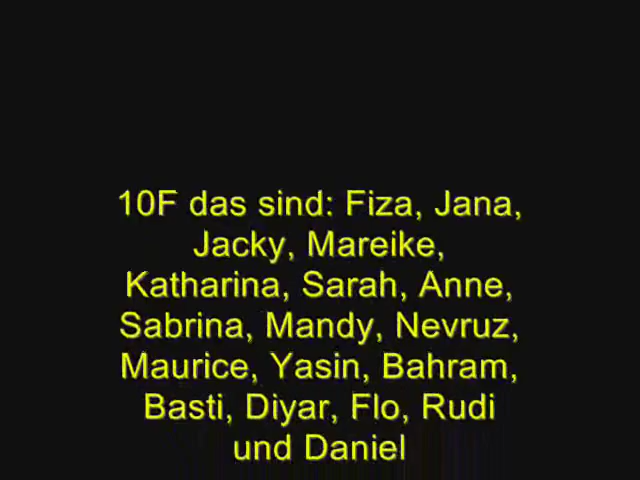 10F das sind: Fiza, Jana,
Jacky, Mareike,
Katharina, Sarah, Anne,
Sabrina, Mandy, Nevruz,
Maurice, Yasin, Bahram,
Basti, Diyar, Flo, Rudi
und Daniel